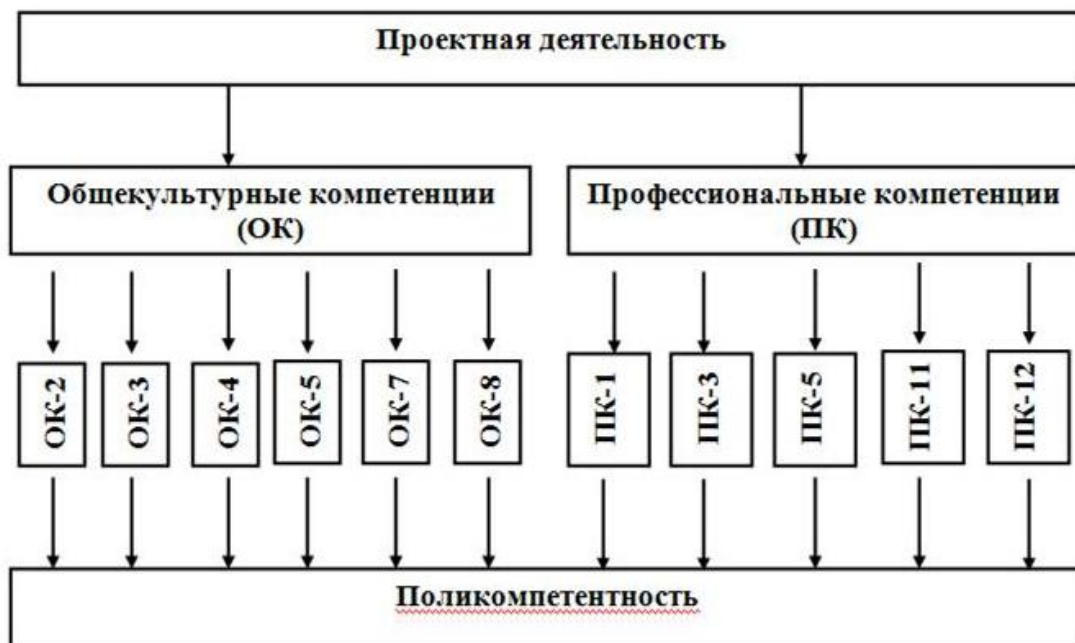 Проектная деятельность
Общекультурные компетенции
(ОК)
Профессиональные компетенции
(ПК)
ОК-2
ОК-3
ОК-4
ОК-5
ОК-7
ОК-8
ПК-1
ПК-3
ПК-5
ПК-11
ПК-12
Поликомпетентность